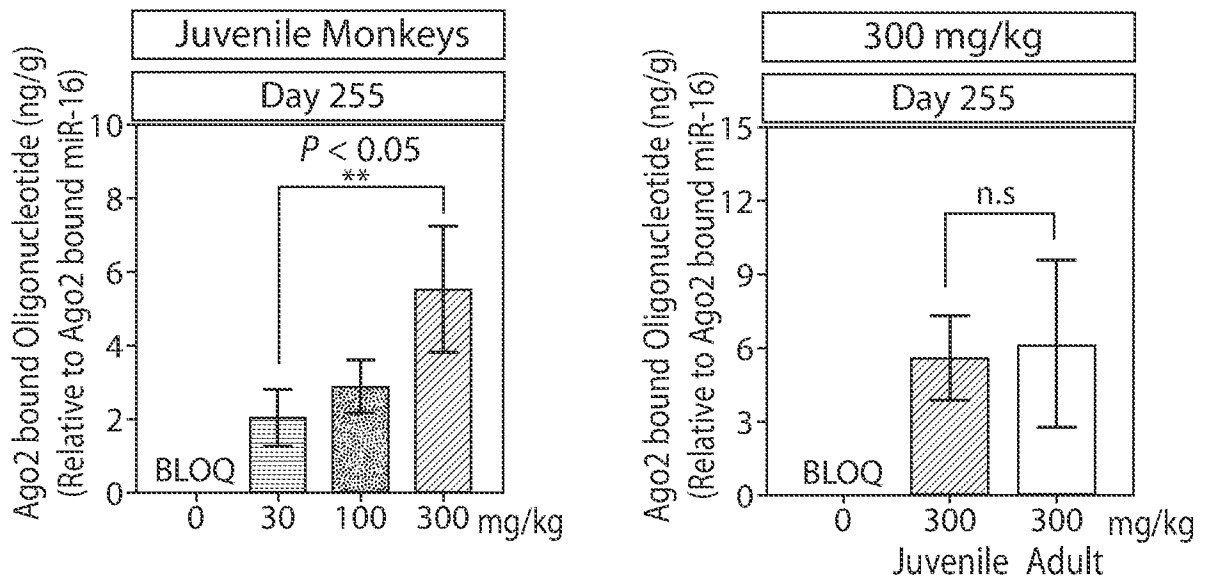 Juvenile Monkeys
Day 255
Ago2 bound Oligonucleotide (ng/g)
(Relative to Ago2 bound miR-16)
10
8
6
4
2
0
P < 0.05
**
BLOQ
0 30 100 300 mg/kg
300 mg/kg
Day 255
Ago2 bound Oligonucleotide (ng/g)
(Relative to Ago2 bound miR-16)
15
12
9
6
3
0
n.s
BLOQ
0 300 300 mg/kg
Juvenile Adult